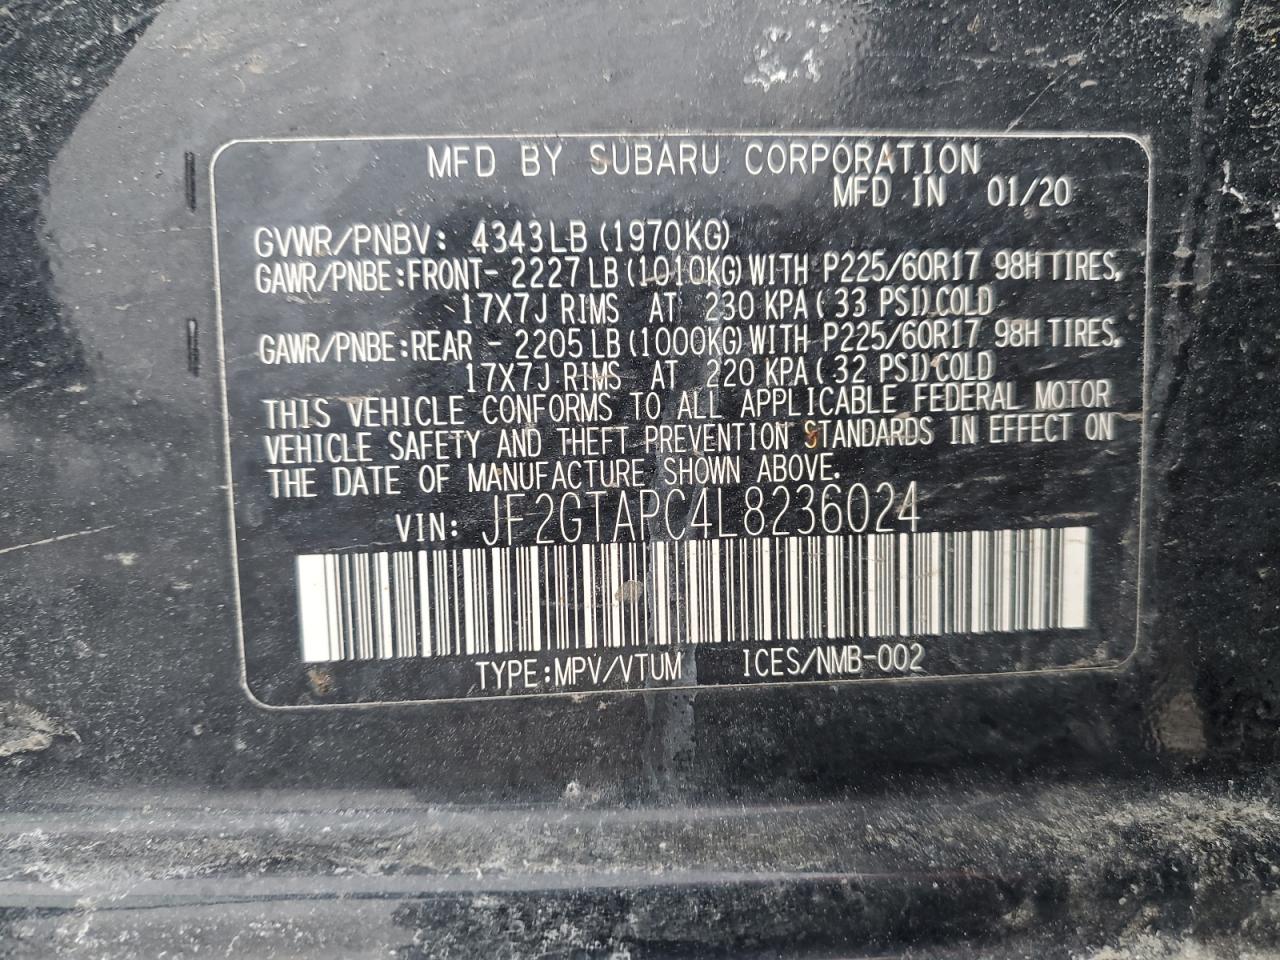 MFD BY SUBARU CORPORATION
MFD IN 01/20
GVWR/PNBV: 4343LB (1970KG)
GAWR/PNBE:FRONT- 2227LB (1010KG) WITH P225/60R17 98H TIRES,
17X7J RIMS AT 230 KPA ( 33 PSI) COLD
GAWR/PNBE:REAR - 2205LB (1000KG) WITH P225/60R17 98H TIRES,
17X7J RIMS AT 220 KPA ( 32 PSI) COLD
THIS VEHICLE CONFORMS TO ALL APPLICABLE FEDERAL MOTOR
VEHICLE SAFETY AND THEFT PREVENTION STANDARDS IN EFFECT ON
THE DATE OF MANUFACTURE SHOWN ABOVE.
VIN: JF2GTAPC4L8236024
TYPE:MPV/VTUM ICES/NMB-002